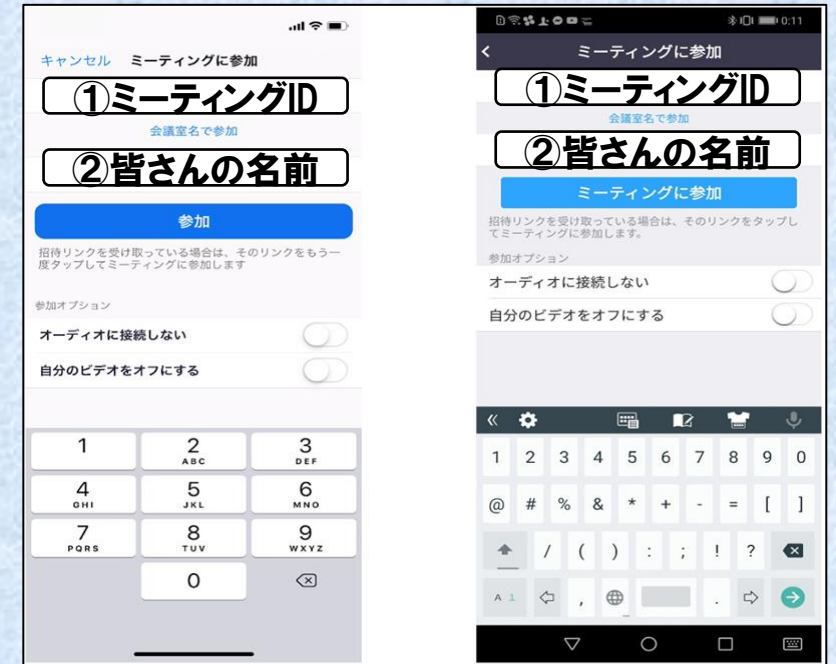 キャンセル ミーティングに参加
①ミーティングID
会議室名で参加
②皆さんの名前
参加
招待リンクを受け取っている場合は、そのリンクをもう一
度タップしてミーティングに参加します
参加オプション
オーディオに接続しない
自分のビデオをオフにする
1 2 3
ABC DEF
4 5 6
GHI JKL MNO
7 8 9
PQRS TUV WXYZ
0
0:11
ミーティングに参加
①ミーティングID
会議室名で参加
②皆さんの名前
ミーティングに参加
招待リンクを受け取っている場合は、そのリンクをタップし
てミーティングに参加します。
参加オプション
オーディオに接続しない
自分のビデオをオフにする
1 2 3 4 5 6 7 8 9 0
@ # % & * + - = [ ]
/ ( ) : ; ! ?
A 1 , .